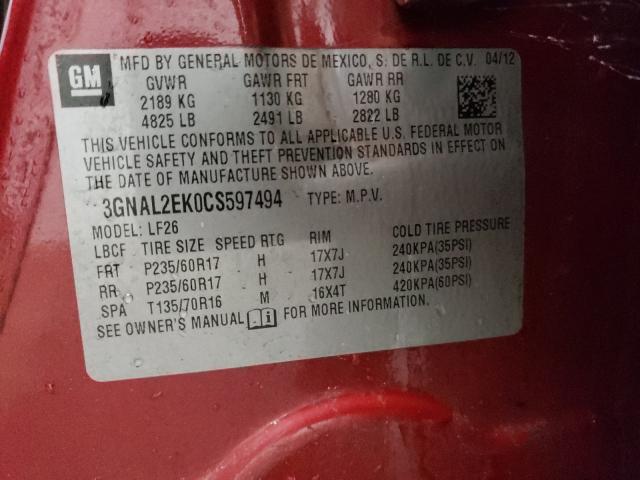 GM
MFD BY GENERAL MOTORS DE MEXICO, S. DE R.L. DE C.V. 04/12
GVWR GAWR FRT GAWR RR
2189 KG 1130 KG 1280 KG
4825 LB 2491 LB 2822 LB
THIS VEHICLE CONFORMS TO ALL APPLICABLE U.S. FEDERAL MOTOR
VEHICLE SAFETY AND THEFT PREVENTION STANDARDS IN EFFECT ON
THE DATE OF MANUFACTURE SHOWN ABOVE.
3GNAL2EK0CS597494 TYPE: M.P.V.
MODEL: LF26
LBCF TIRE SIZE SPEED RTG RIM COLD TIRE PRESSURE
FRT P235/60R17 H 17X7J 240KPA(35PSI)
RR P235/60R17 H 17X7J 240KPA(35PSI)
SPA T135/70R16 M 16X4T 420KPA(60PSI)
SEE OWNER'S MANUAL FOR MORE INFORMATION.